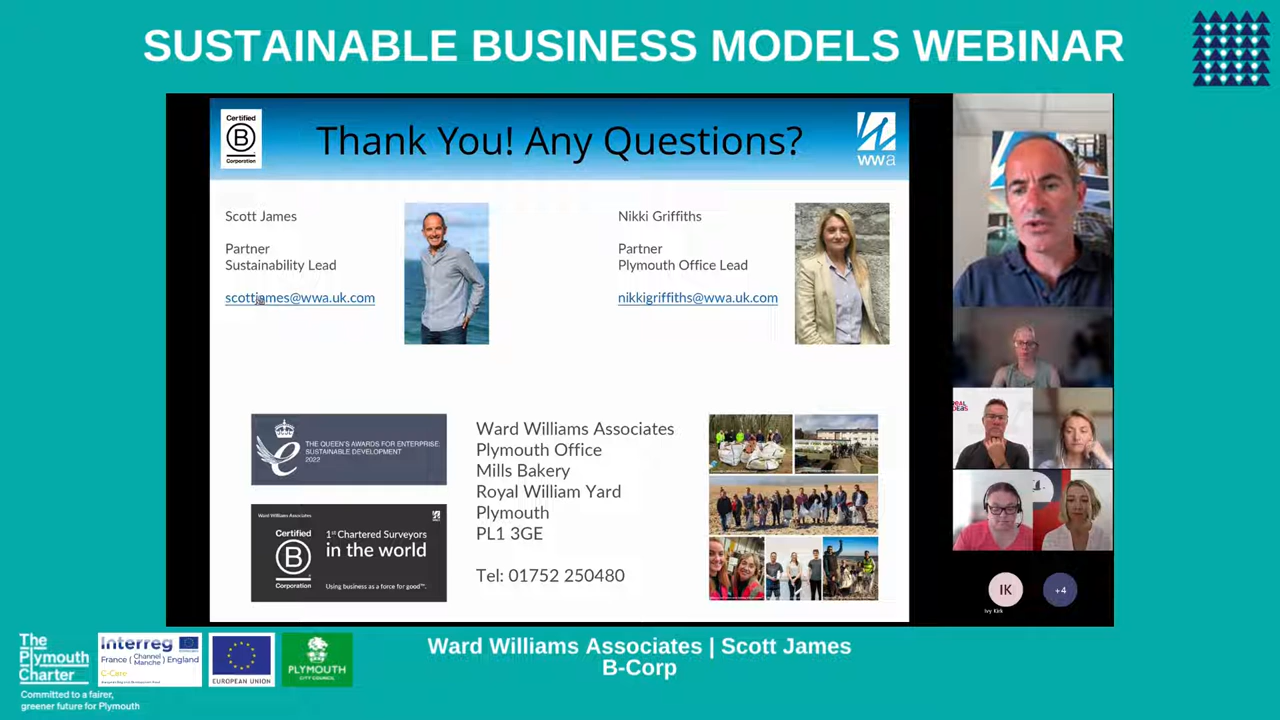 SUSTAINABLE BUSINESS MODELS WEBINAR
Certified
B
Corporation
Thank You! Any Questions?
wwa
Scott James
Partner
Sustainability Lead
scottjames@wwa.uk.com
Nikki Griffiths
Partner
Plymouth Office Lead
nikkigriffiths@wwa.uk.com
THE QUEEN'S AWARDS FOR ENTERPRISE:
SUSTAINABLE DEVELOPMENT
2022
Ward Williams Associates
Certified
B
Corporation
1st Chartered Surveyors
in the world
Using business as a force for good™.
Ward Williams Associates
Plymouth Office
Mills Bakery
Royal William Yard
Plymouth
PL1 3GE
Tel: 01752 250480
IK
+4
Ivy Kirk
The
Plymouth
Charter
Committed to a fairer,
greener future for Plymouth
Interreg
France ( Channel Manche ) England
C-Care
EUROPEAN UNION
PLYMOUTH
CITY COUNCIL
Ward Williams Associates | Scott James
B-Corp